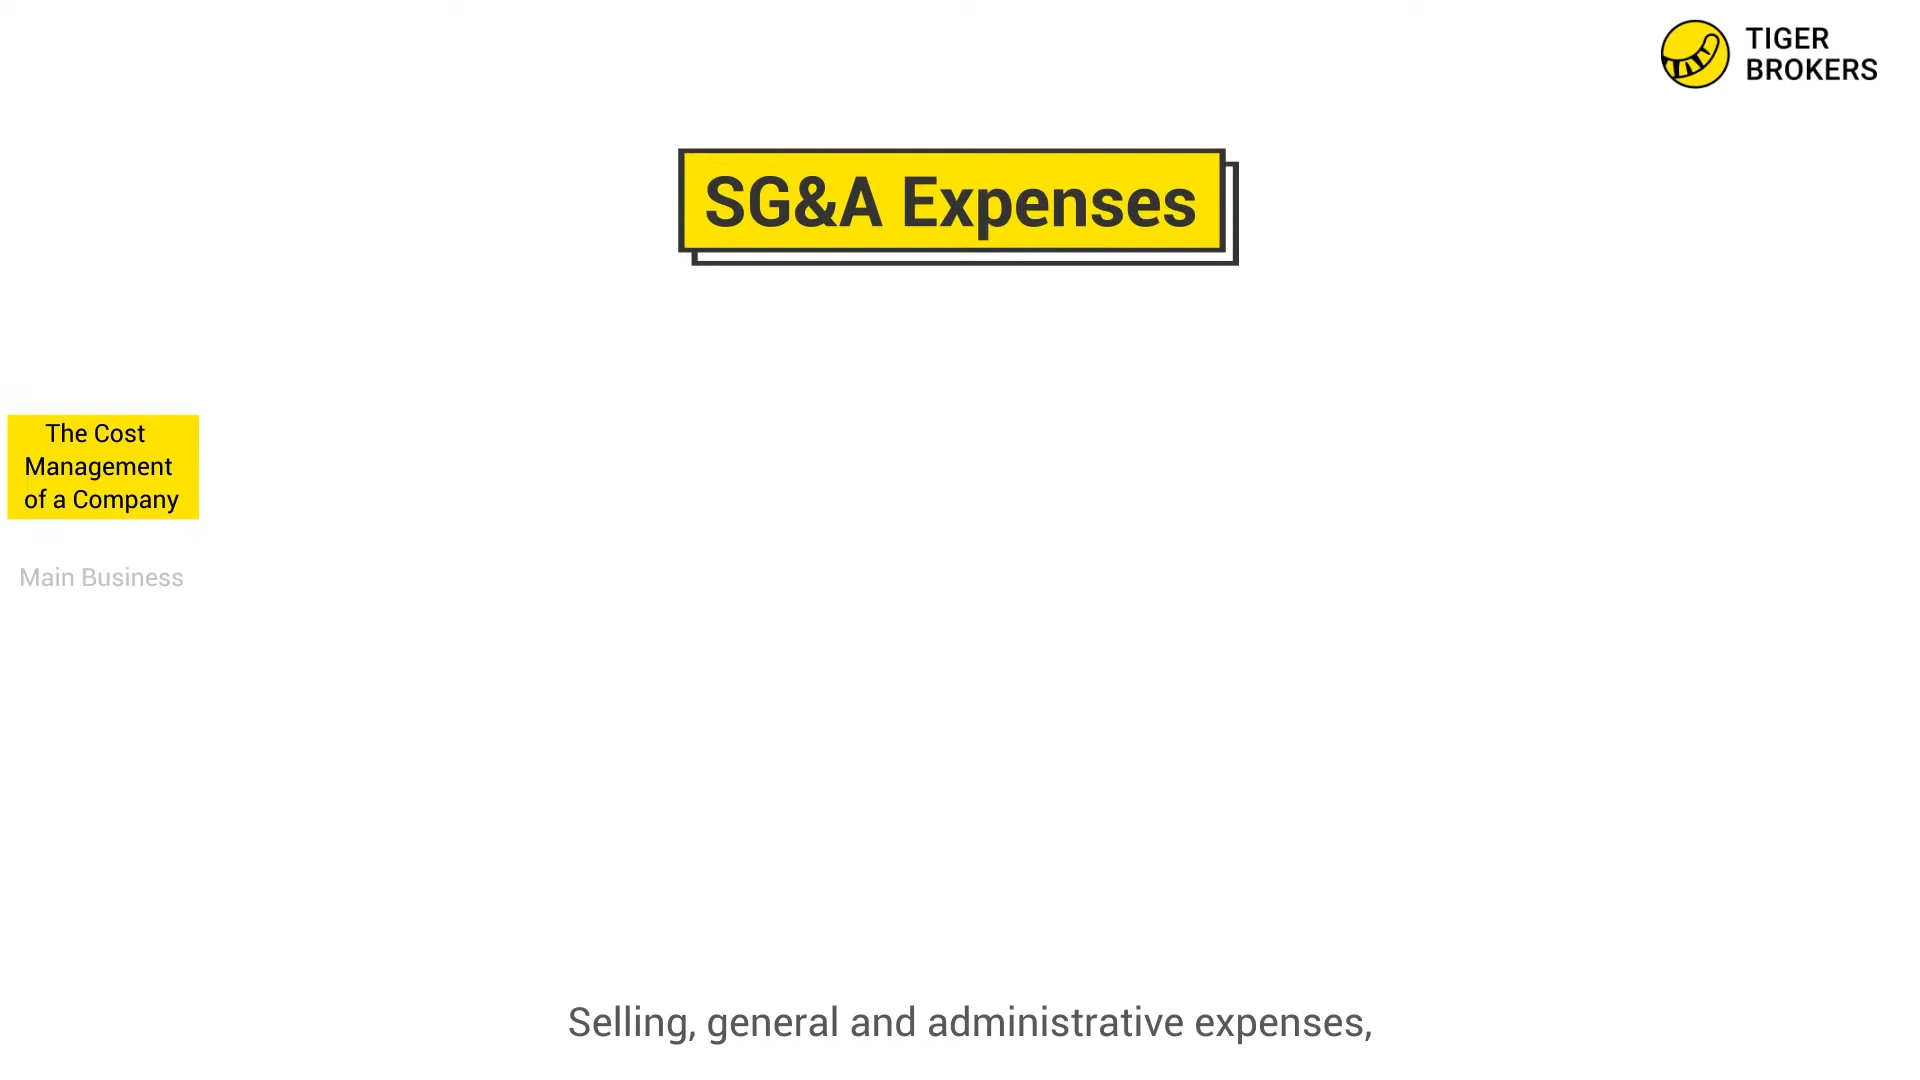 TIGER
BROKERS
SG&A Expenses
The Cost
Management
of a Company
Main Business
Selling, general and administrative expenses,